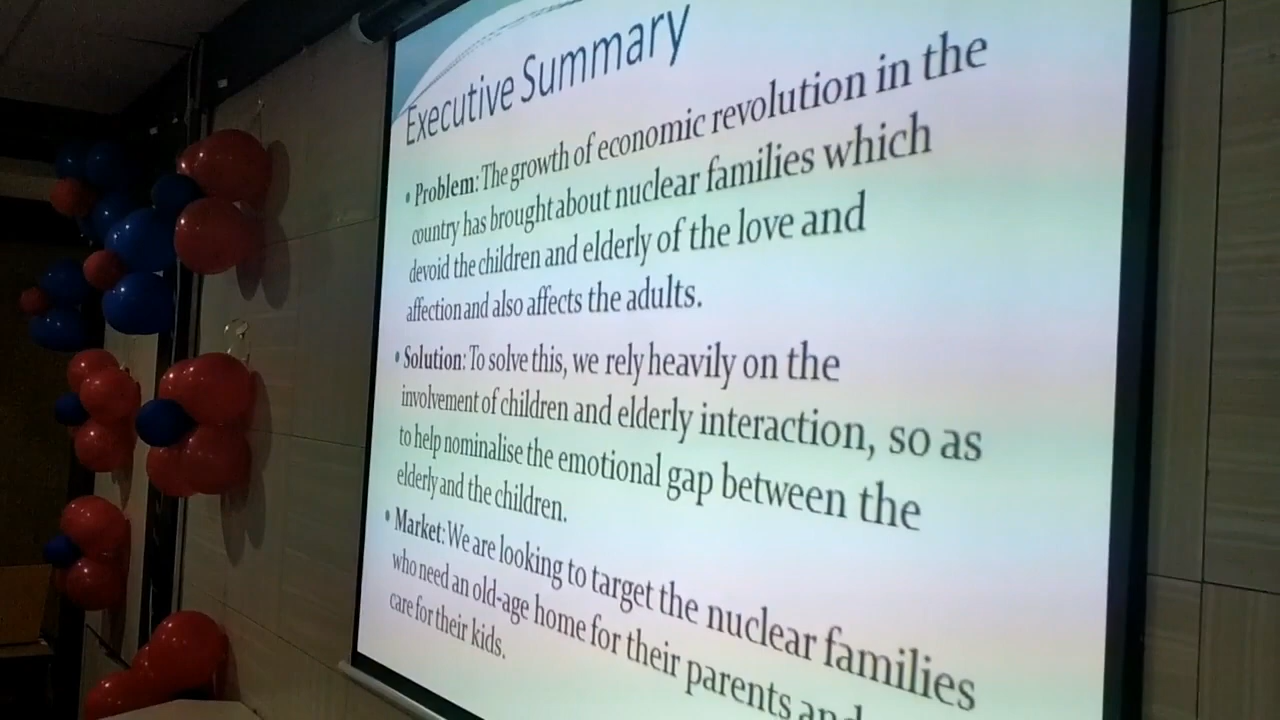 Executive Summary
• Problem: The growth of economic revolution in the
country has brought about nuclear families which
devoid the children and elderly of the love and
affection and also affects the adults.
• Solution: To solve this, we rely heavily on the
involvement of children and elderly interaction, so as
to help nominalise the emotional gap between the
elderly and the children.
• Market: We are looking to target the nuclear families
who need an old-age home for their parents and
care for their kids.